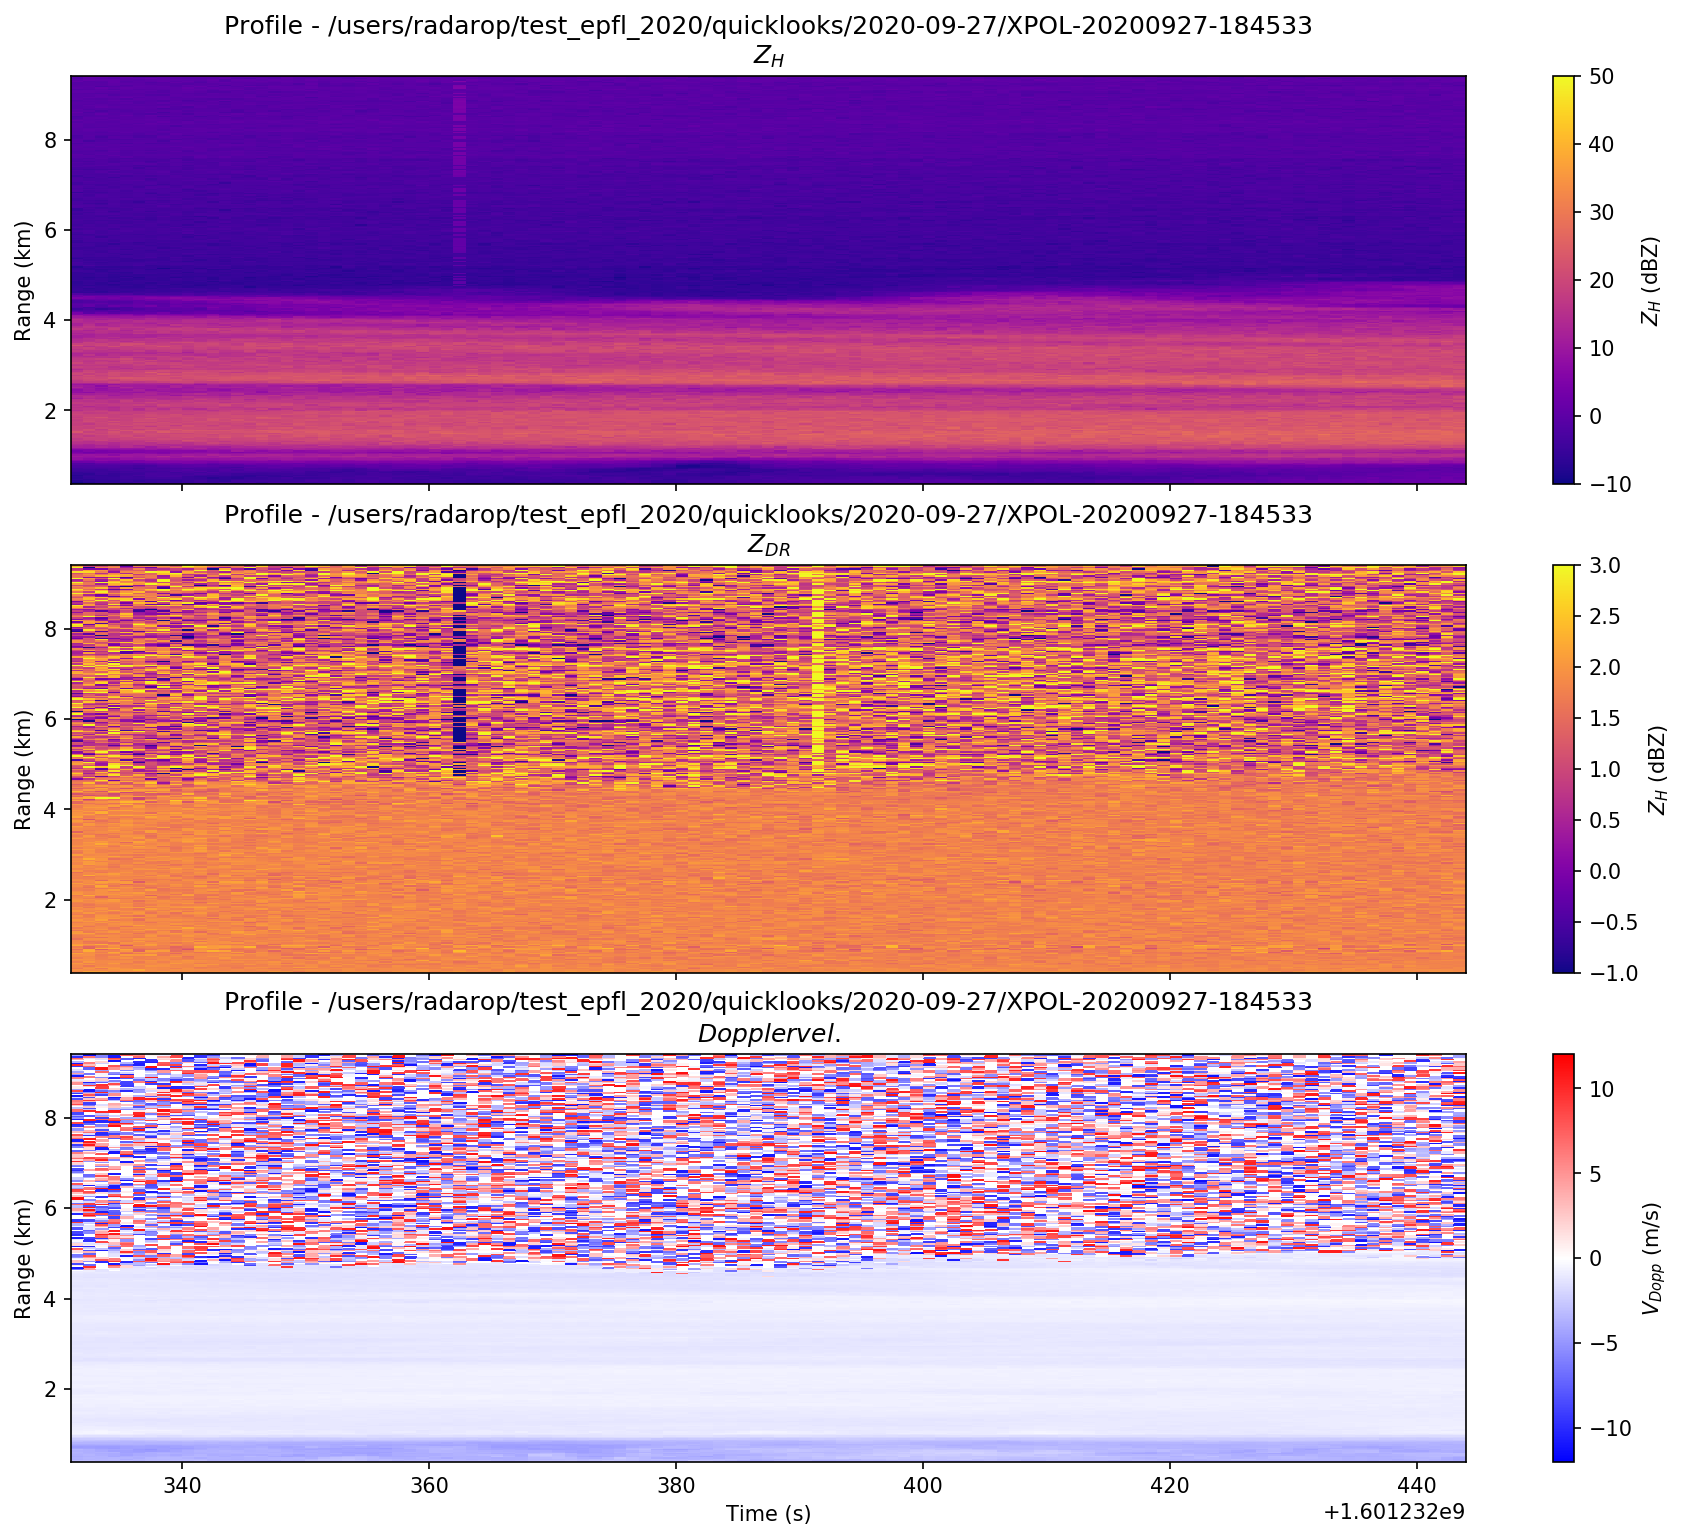 Profile - /users/radarop/test_epfl_2020/quicklooks/2020-09-27/XPOL-20200927-184533
Z_H
Range (km)
8
6
4
2
50
40
30
20
10
0
−10
Z_H (dBZ)
Profile - /users/radarop/test_epfl_2020/quicklooks/2020-09-27/XPOL-20200927-184533
Z_DR
Range (km)
8
6
4
2
3.0
2.5
2.0
1.5
1.0
0.5
0.0
−0.5
−1.0
Z_H (dBZ)
Profile - /users/radarop/test_epfl_2020/quicklooks/2020-09-27/XPOL-20200927-184533
Dopplervel.
Range (km)
8
6
4
2
10
5
0
−5
−10
V_Dopp (m/s)
340 360 380 400 420 440
Time (s)
+1.601232e9